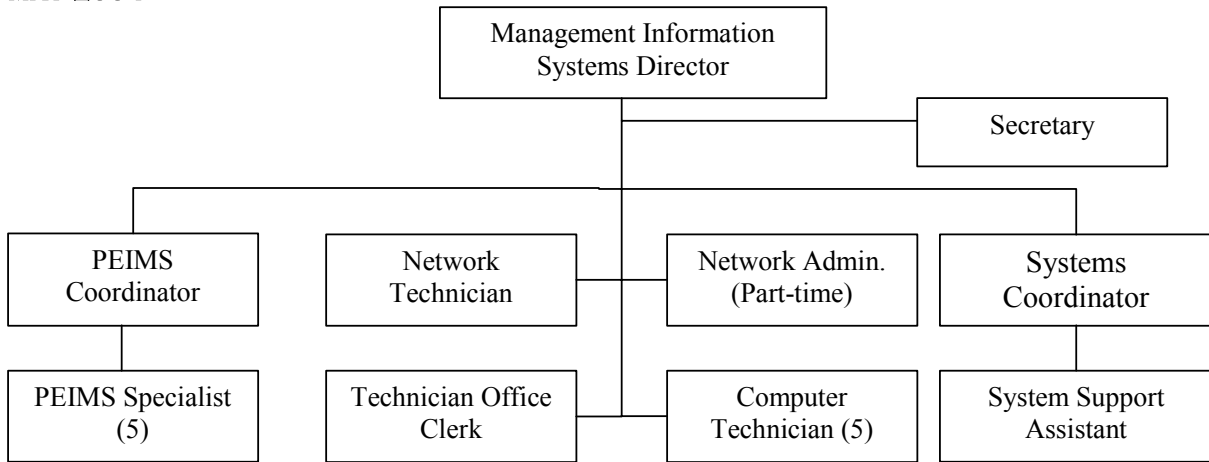 Management Information
Systems Director
Secretary
PEIMS
Coordinator
Network
Technician
Network Admin.
(Part-time)
Systems
Coordinator
PEIMS Specialist
(5)
Technician Office
Clerk
Computer
Technician (5)
System Support
Assistant